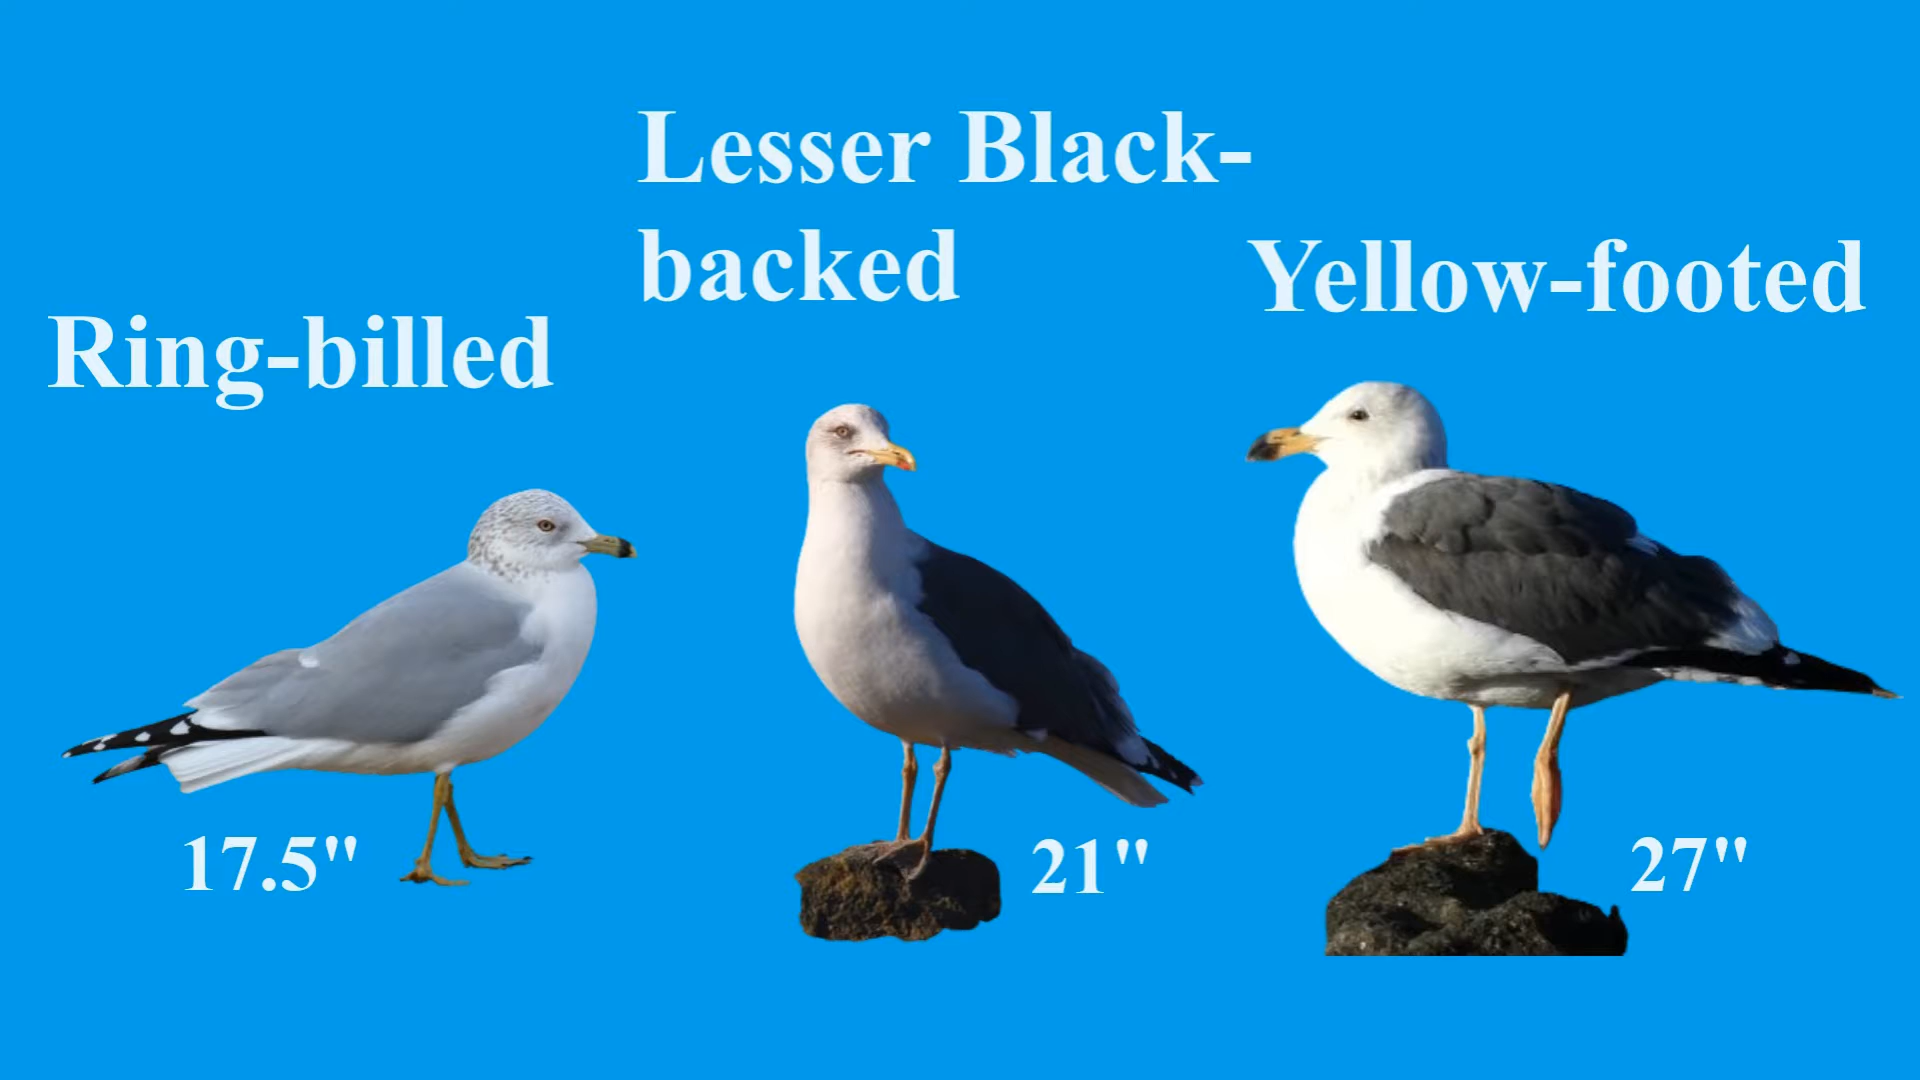 Ring-billed
Lesser Black-
backed
Yellow-footed
17.5"
21"
27"